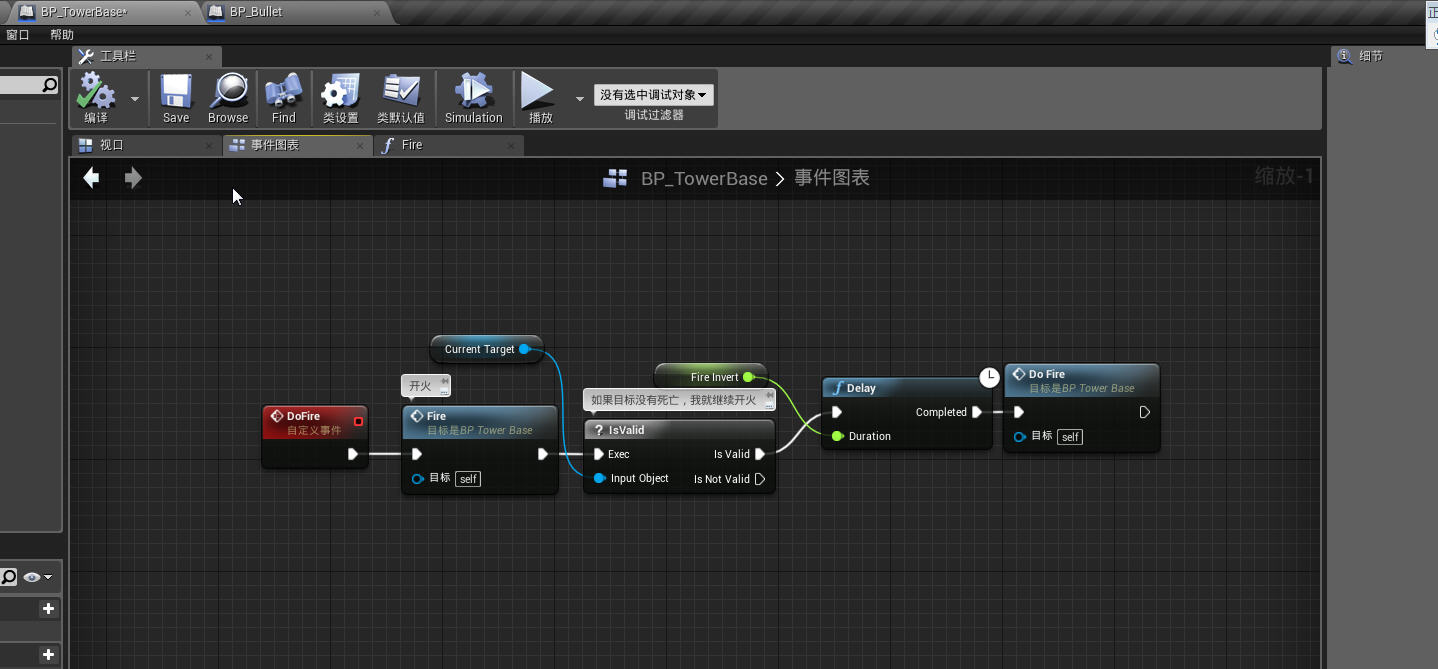 BP_TowerBase*
BP_Bullet
窗口 帮助
工具栏
细节
编译
Save
Browse
Find
类设置
类默认值
Simulation
播放
没有选中调试对象
调试过滤器
视口
事件图表
Fire
BP_TowerBase > 事件图表
缩放-1
Current Target
开火
Fire Invert
如果目标没有死亡，我就继续开火
DoFire
自定义事件
Fire
目标是BP Tower Base
目标 self
? IsValid
Exec
Is Valid
Input Object
Is Not Valid
Delay
Completed
Duration
Do Fire
目标是BP Tower Base
目标 self